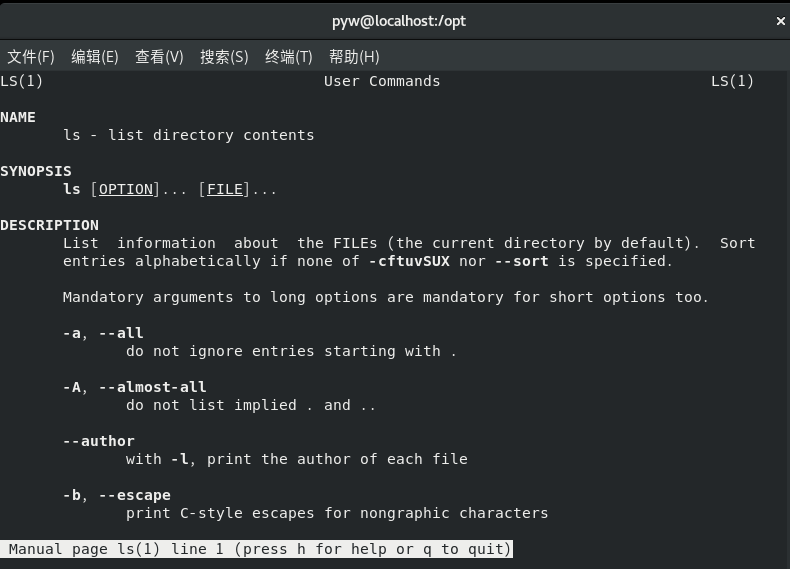 pyw@localhost:/opt ×
文件(F) 编辑(E) 查看(V) 搜索(S) 终端(T) 帮助(H)
LS(1) User Commands LS(1)
NAME
ls - list directory contents
SYNOPSIS
ls [OPTION]... [FILE]...
DESCRIPTION
List information about the FILEs (the current directory by default). Sort
entries alphabetically if none of -cftuvSUX nor --sort is specified.
Mandatory arguments to long options are mandatory for short options too.
-a, --all
do not ignore entries starting with .
-A, --almost-all
do not list implied . and ..
--author
with -l, print the author of each file
-b, --escape
print C-style escapes for nongraphic characters
Manual page ls(1) line 1 (press h for help or q to quit)